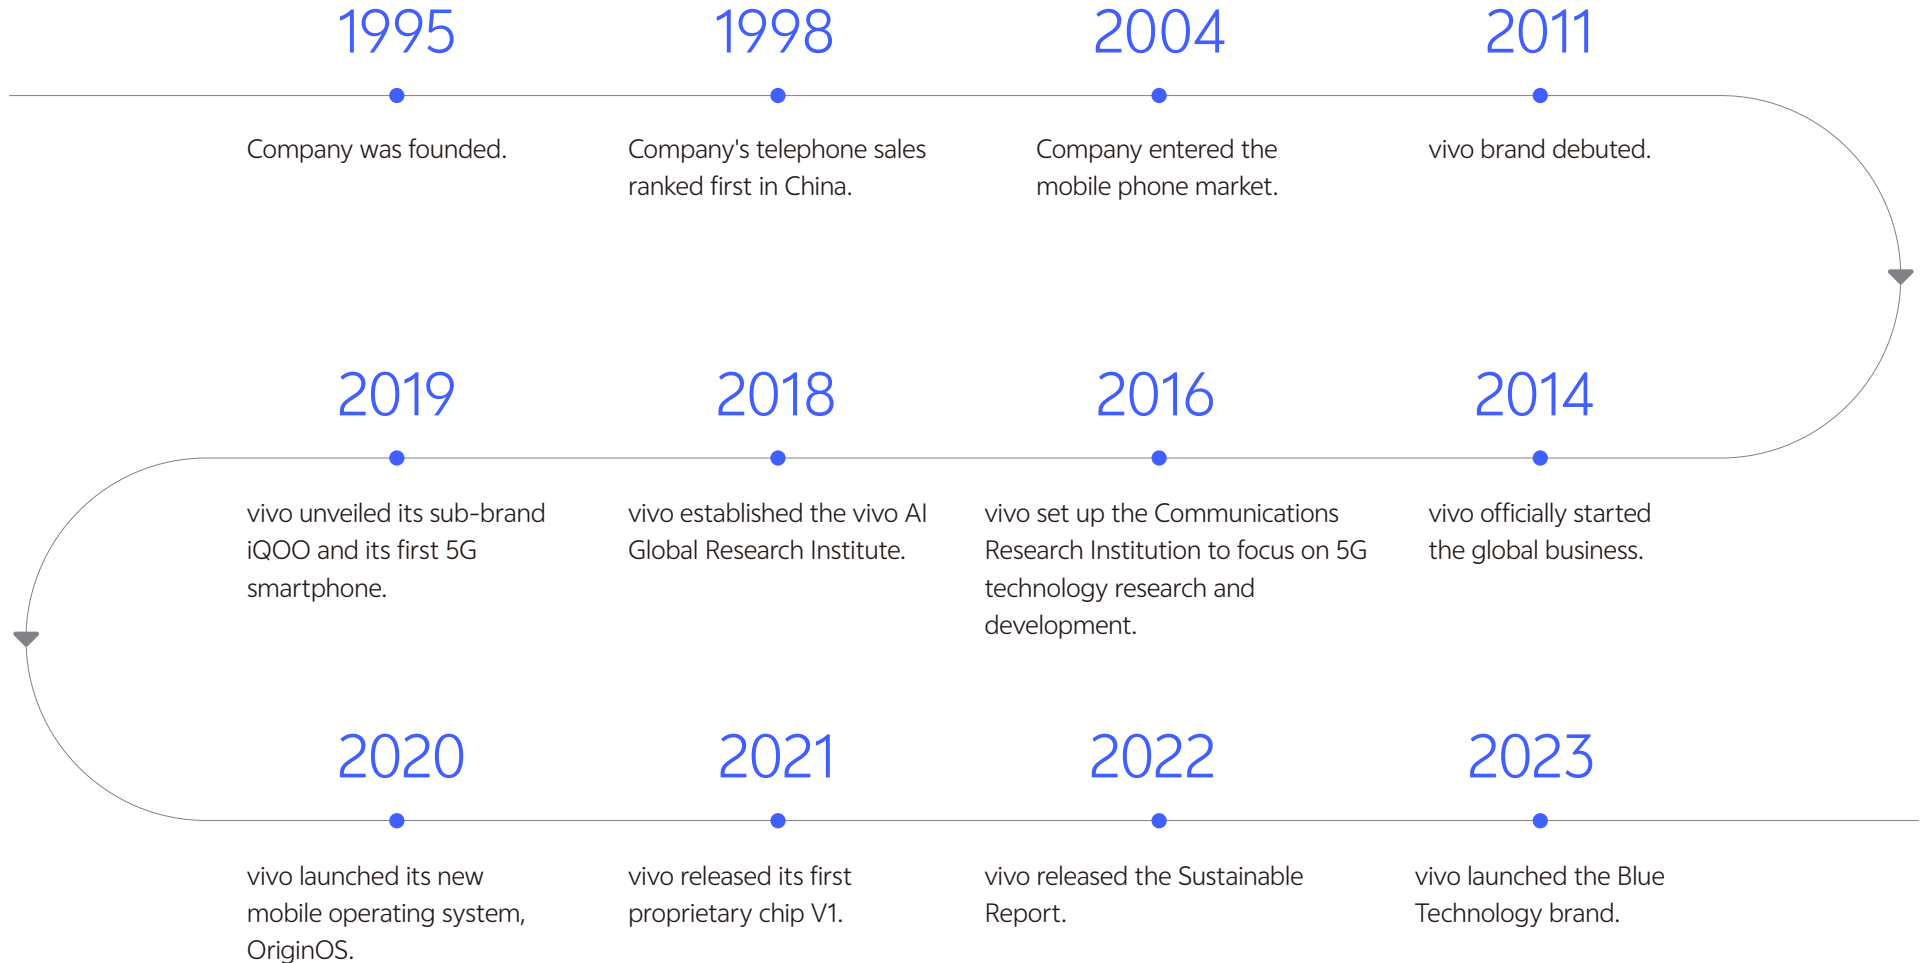 1995
Company was founded.
1998
Company's telephone sales
ranked first in China.
2004
Company entered the
mobile phone market.
2011
vivo brand debuted.
2014
vivo officially started
the global business.
2016
vivo set up the Communications
Research Institution to focus on 5G
technology research and
development.
2018
vivo established the vivo AI
Global Research Institute.
2019
vivo unveiled its sub-brand
iQOO and its first 5G
smartphone.
2020
vivo launched its new
mobile operating system,
OriginOS.
2021
vivo released its first
proprietary chip V1.
2022
vivo released the Sustainable
Report.
2023
vivo launched the Blue
Technology brand.